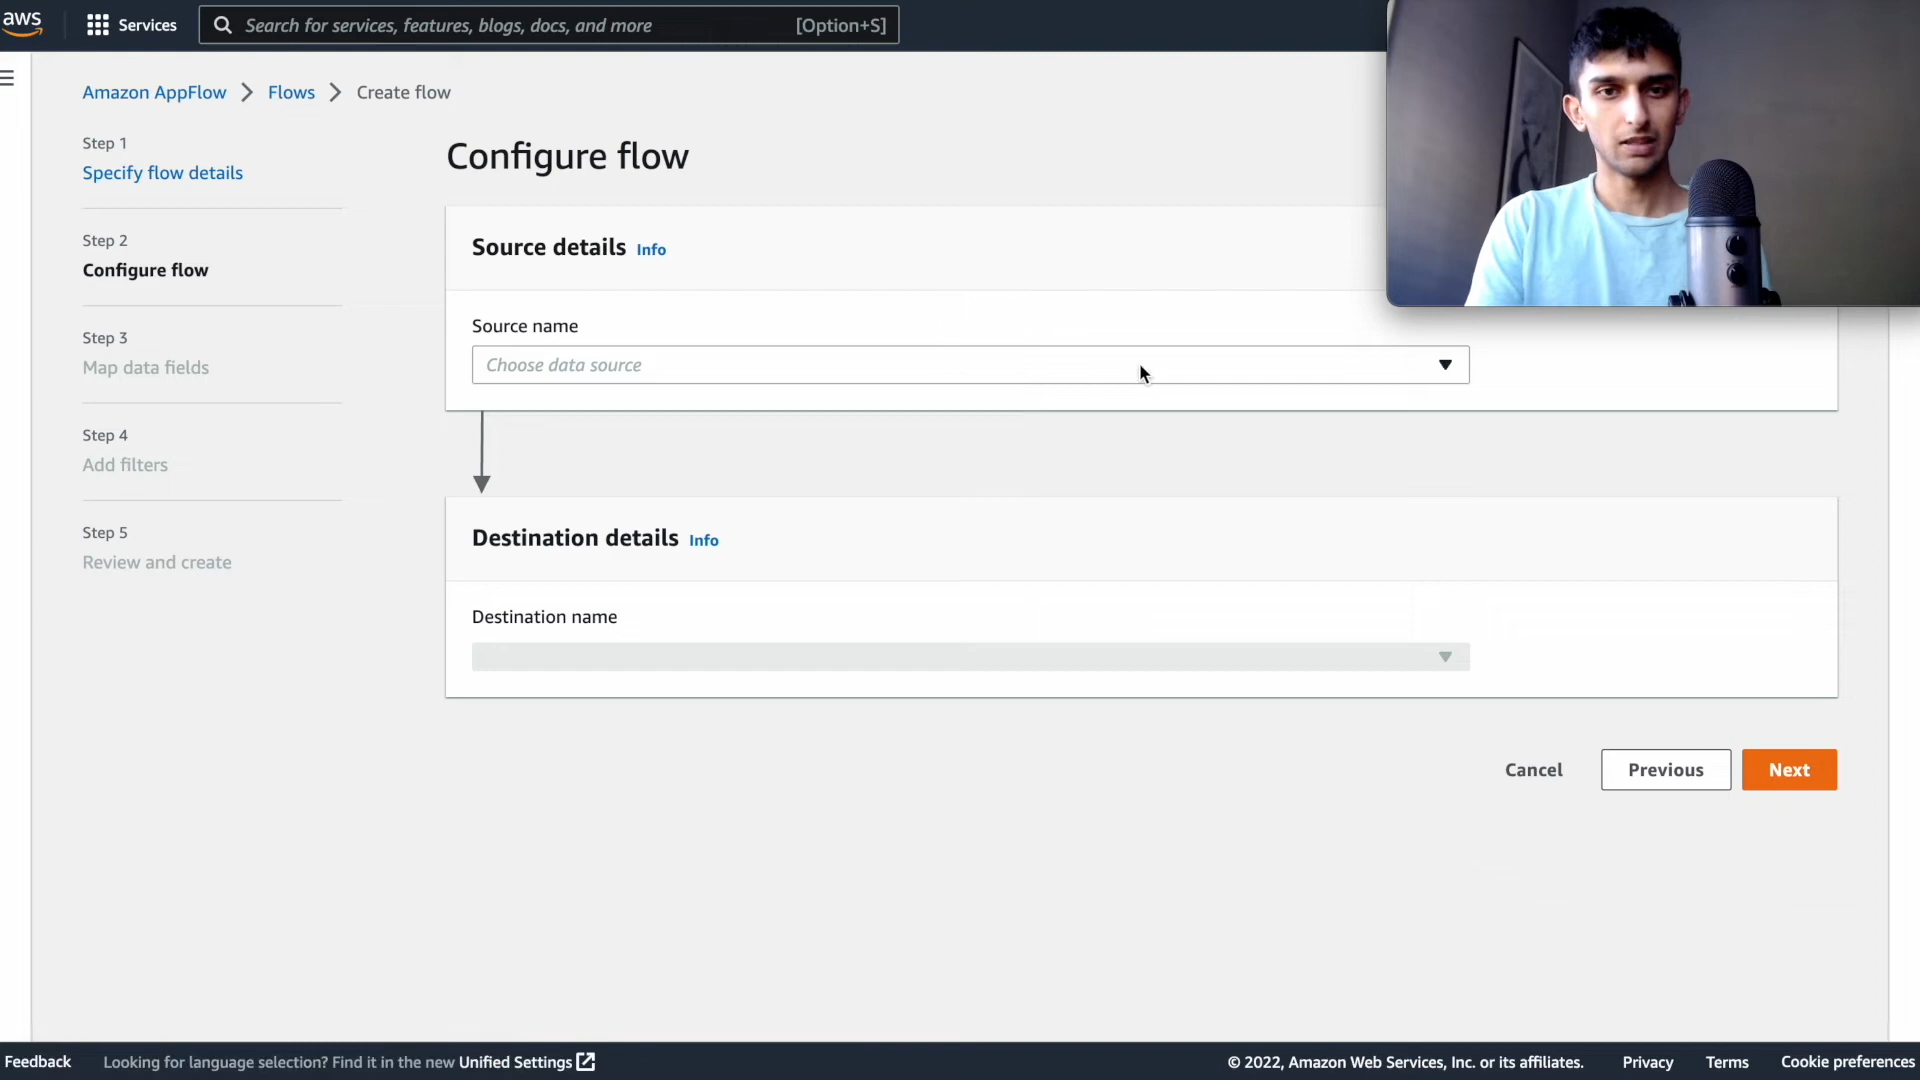 aws
Services
Search for services, features, blogs, docs, and more
[Option+S]
Amazon AppFlow
Flows
Create flow
Step 1
Specify flow details
Step 2
Configure flow
Step 3
Map data fields
Step 4
Add filters
Step 5
Review and create
Configure flow
Source details Info
Source name
Choose data source
Destination details Info
Destination name
Cancel
Previous
Next
Feedback
Looking for language selection? Find it in the new Unified Settings
© 2022, Amazon Web Services, Inc. or its affiliates.
Privacy
Terms
Cookie preferences